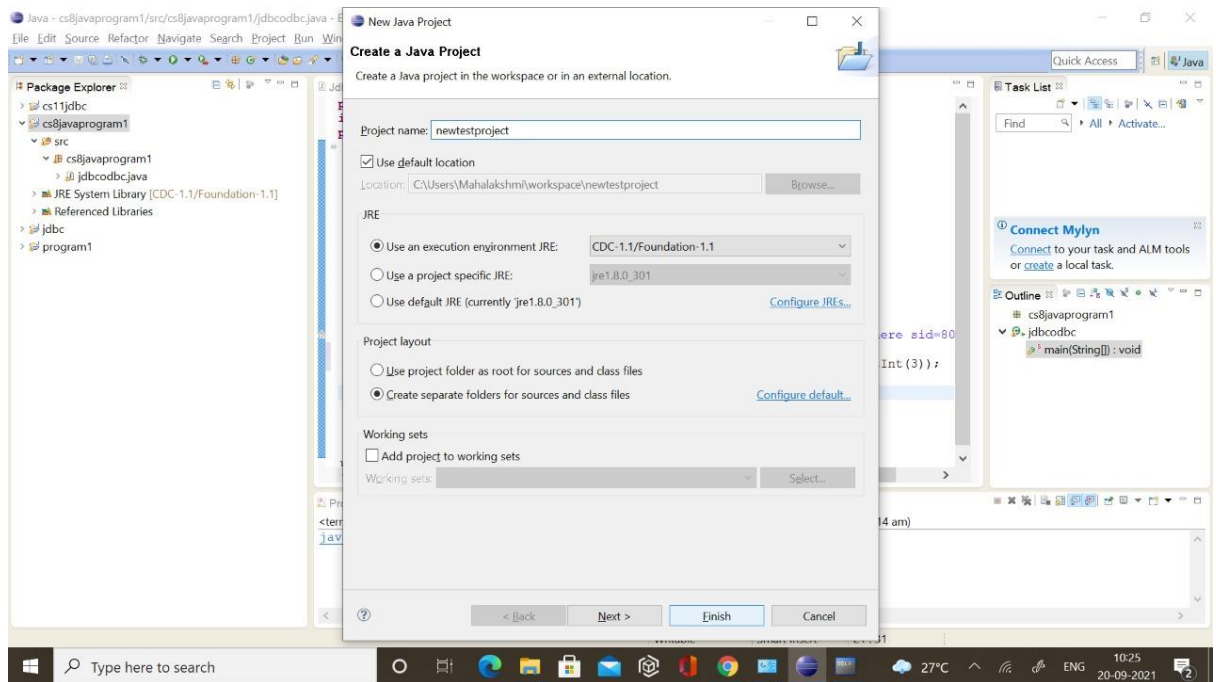 Java - cs8javaprogram1/src/cs8javaprogram1/jdbcodbc.java - E
File Edit Source Refactor Navigate Search Project Run Win
Quick Access
Java
Package Explorer
cs11jdbc
cs8javaprogram1
src
cs8javaprogram1
jdbcodbc.java
JRE System Library [CDC-1.1/Foundation-1.1]
Referenced Libraries
jdbc
program1
New Java Project
Create a Java Project
Create a Java project in the workspace or in an external location.
Project name: newtestproject
Use default location
Location: C:\Users\Mahalakshmi\workspace\newtestproject Browse...
JRE
Use an execution environment JRE: CDC-1.1/Foundation-1.1
Use a project specific JRE: jre1.8.0_301
Use default JRE (currently 'jre1.8.0_301') Configure JREs...
Project layout
Use project folder as root for sources and class files
Create separate folders for sources and class files Configure default...
Working sets
Add project to working sets
Working sets: Select...
< Back Next > Finish Cancel
ere sid=80
Int(3));
<terr
14 am)
jav
Task List
Find All Activate...
Connect Mylyn
Connect to your task and ALM tools
or create a local task.
Outline
cs8javaprogram1
jdbcodbc
main(String[]) : void
Type here to search
27°C ENG 10:25
20-09-2021
2